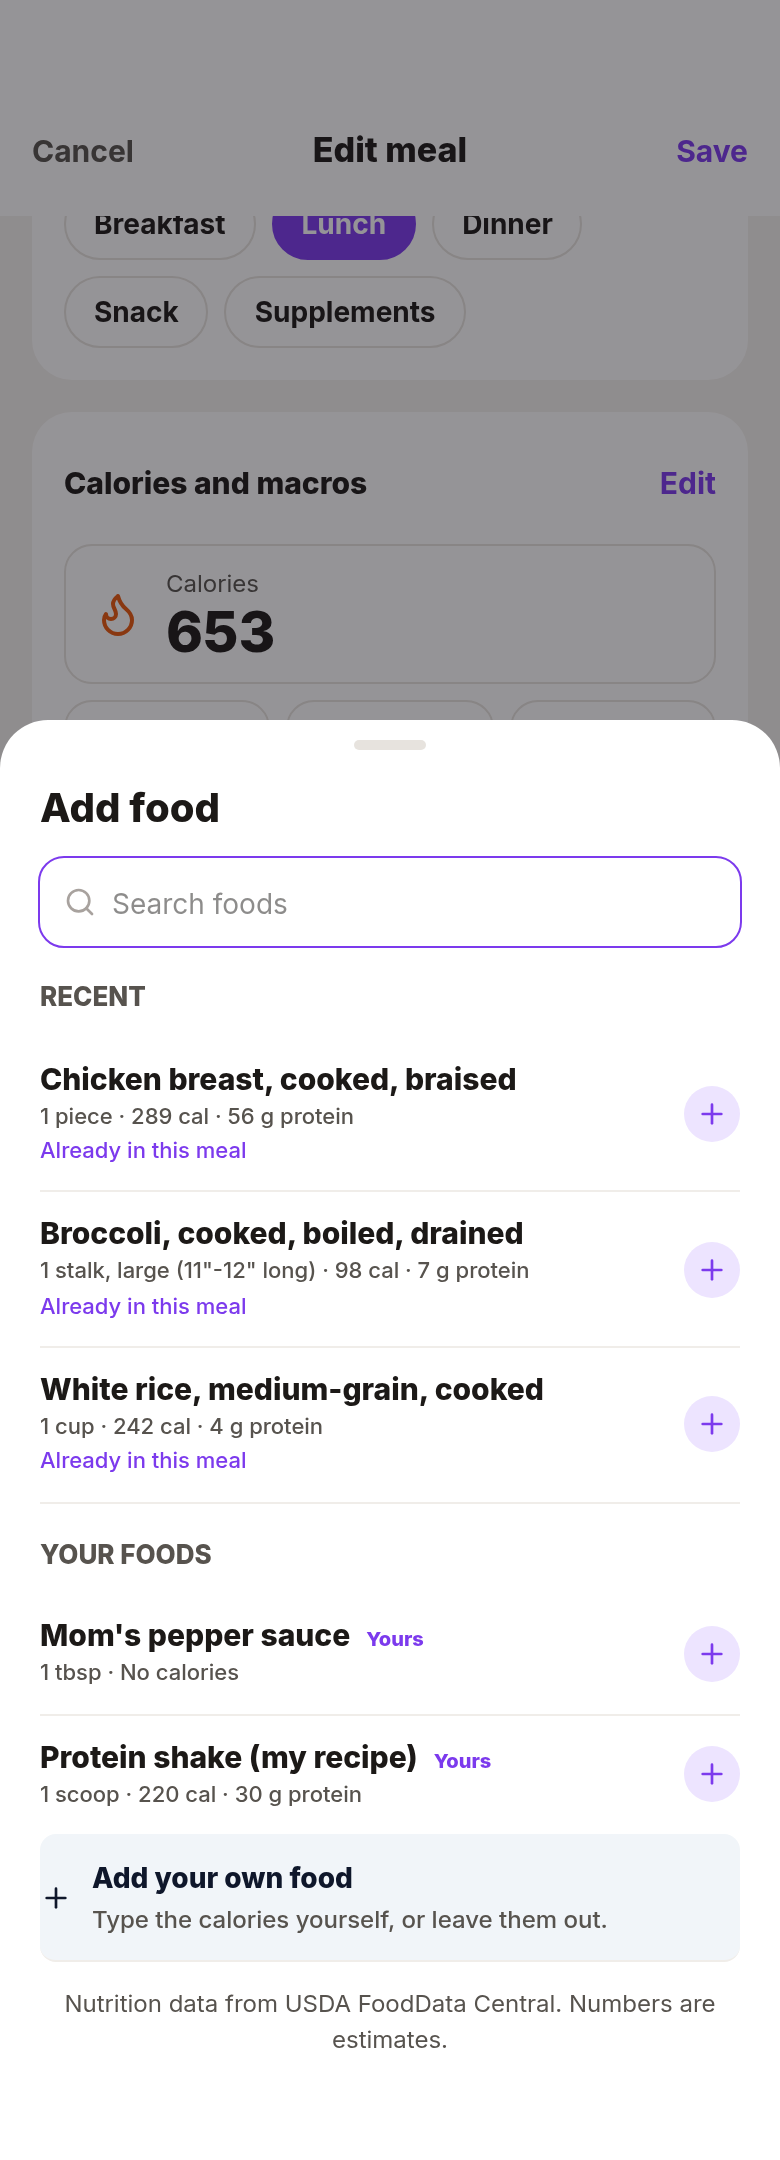 Cancel
Edit meal
Save
Breakfast
Lunch
Dinner
Snack
Supplements
Calories and macros
Edit
Calories
653
Add food
Search foods
RECENT
Chicken breast, cooked, braised
1 piece · 289 cal · 56 g protein
Already in this meal
Broccoli, cooked, boiled, drained
1 stalk, large (11"-12" long) · 98 cal · 7 g protein
Already in this meal
White rice, medium-grain, cooked
1 cup · 242 cal · 4 g protein
Already in this meal
YOUR FOODS
Mom's pepper sauce Yours
1 tbsp · No calories
Protein shake (my recipe) Yours
1 scoop · 220 cal · 30 g protein
Add your own food
Type the calories yourself, or leave them out.
Nutrition data from USDA FoodData Central. Numbers are
estimates.